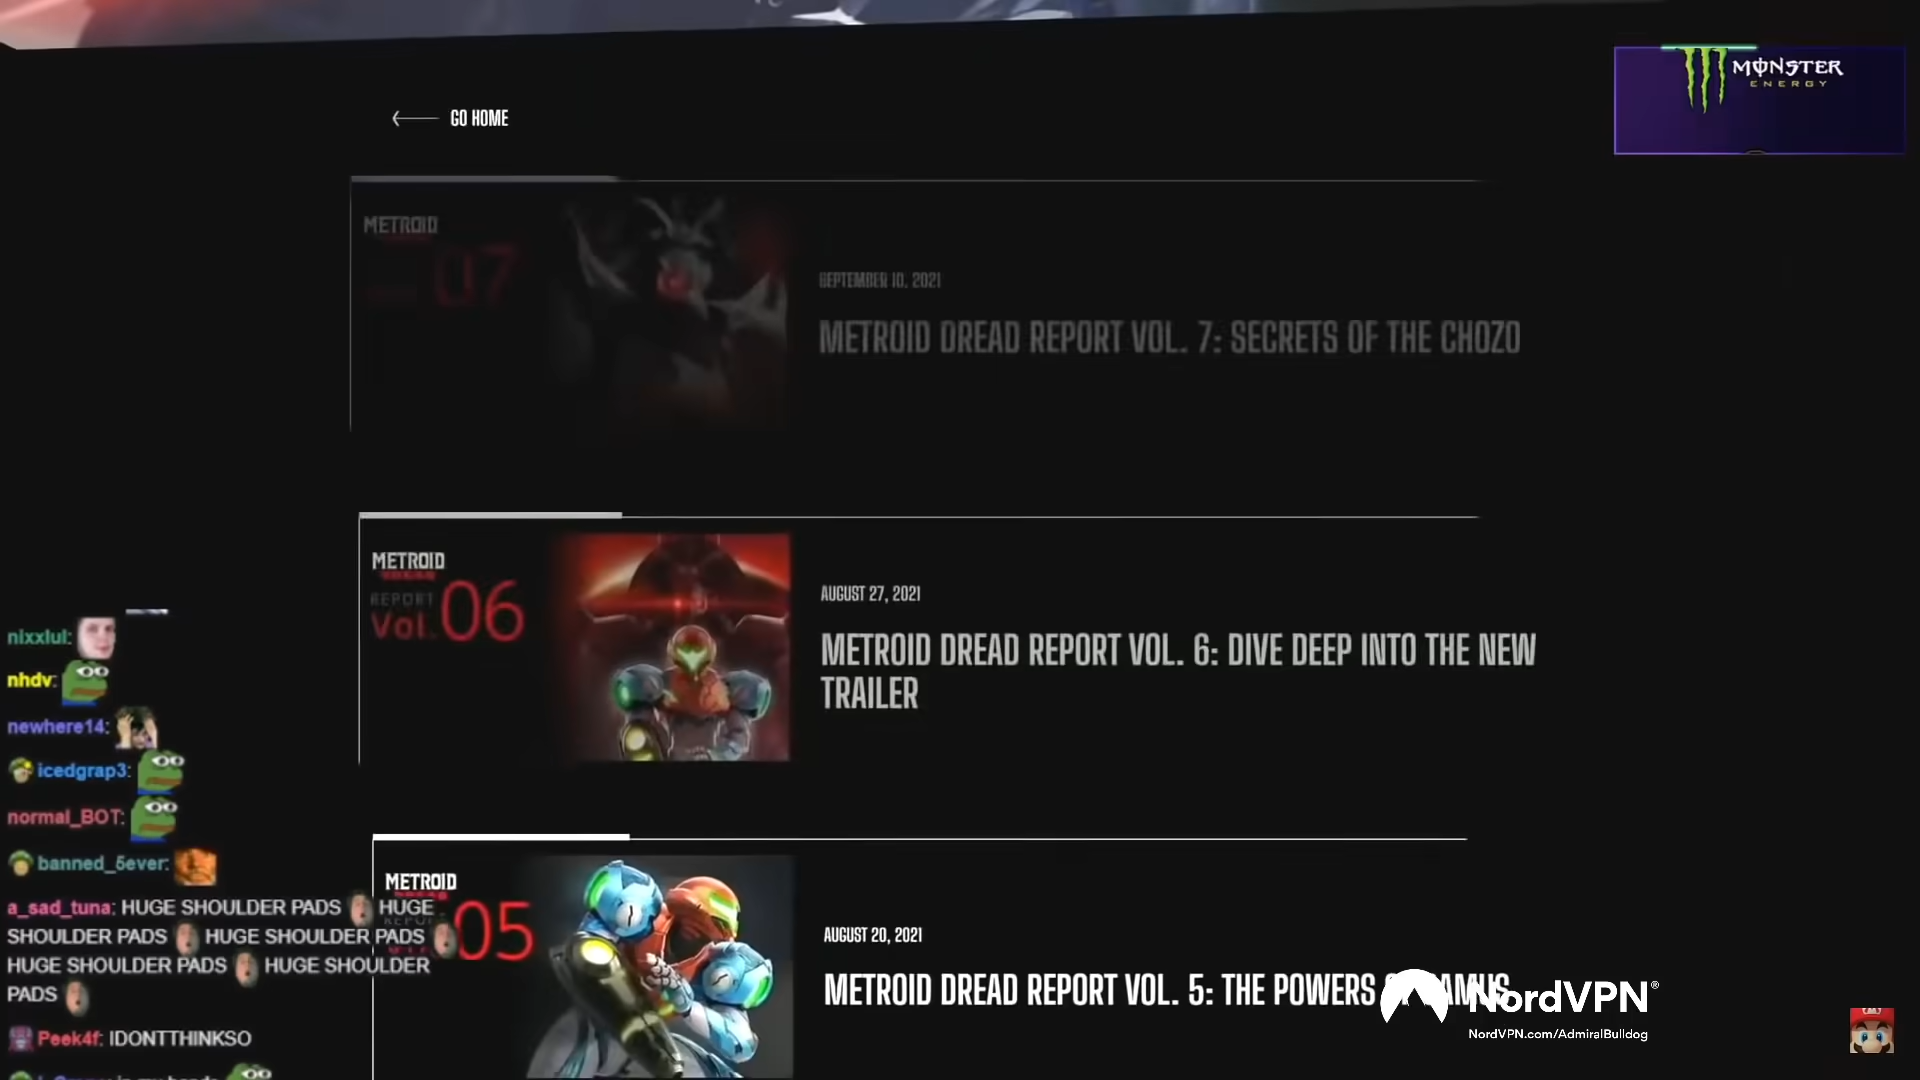 MONSTER
ENERGY
GO HOME
METROID
07
SEPTEMBER 10, 2021
METROID DREAD REPORT VOL. 7: SECRETS OF THE CHOZO
METROID
DREAD
REPORT
Vol. 06
AUGUST 27, 2021
METROID DREAD REPORT VOL. 6: DIVE DEEP INTO THE NEW
TRAILER
METROID
05
AUGUST 20, 2021
METROID DREAD REPORT VOL. 5: THE POWERS
nixxlul:
nhdv:
newhere14:
icedgrap3:
normal_BOT:
banned_5ever:
a_sad_tuna: HUGE SHOULDER PADS HUGE
SHOULDER PADS HUGE SHOULDER PADS
HUGE SHOULDER PADS HUGE SHOULDER
PADS
Peek4f: IDONTTHINKSO
NordVPN®
NordVPN.com/AdmiralBulldog